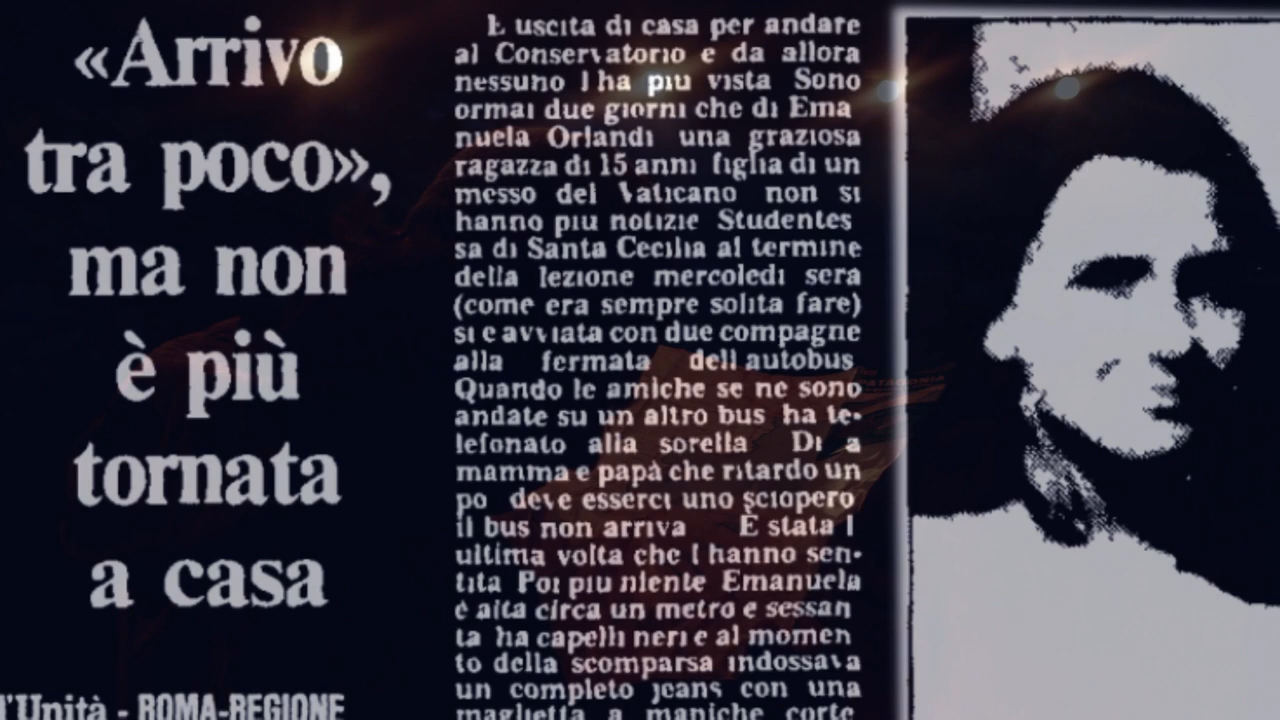 «Arrivo
tra poco»,
ma non
è più
tornata
a casa
l'Unità - ROMA-REGIONE
È uscita di casa per andare
al Conservatorio e da allora
nessuno l ha piu vista Sono
ormai due giorni che di Ema
nuela Orlandi una graziosa
ragazza di 15 anni figlia di un
messo del Vaticano non si
hanno piu notizie Studentes
sa di Santa Cecilia al termine
della lezione mercoledi sera
(come era sempre solita fare)
si e avviata con due compagne
alla fermata dell autobus
Quando le amiche se ne sono
andate su un altro bus ha te-
lefonato alla sorella Di a
mamma e papà che ritardo un
po deve esserci uno sciopero
il bus non arriva È stata l
ultima volta che l hanno sen-
tita Poi piu niente Emanuela
è alta circa un metro e sessan
ta ha capelli neri e al momen
to della scomparsa indossava
un completo jeans con una
maglietta a maniche corte